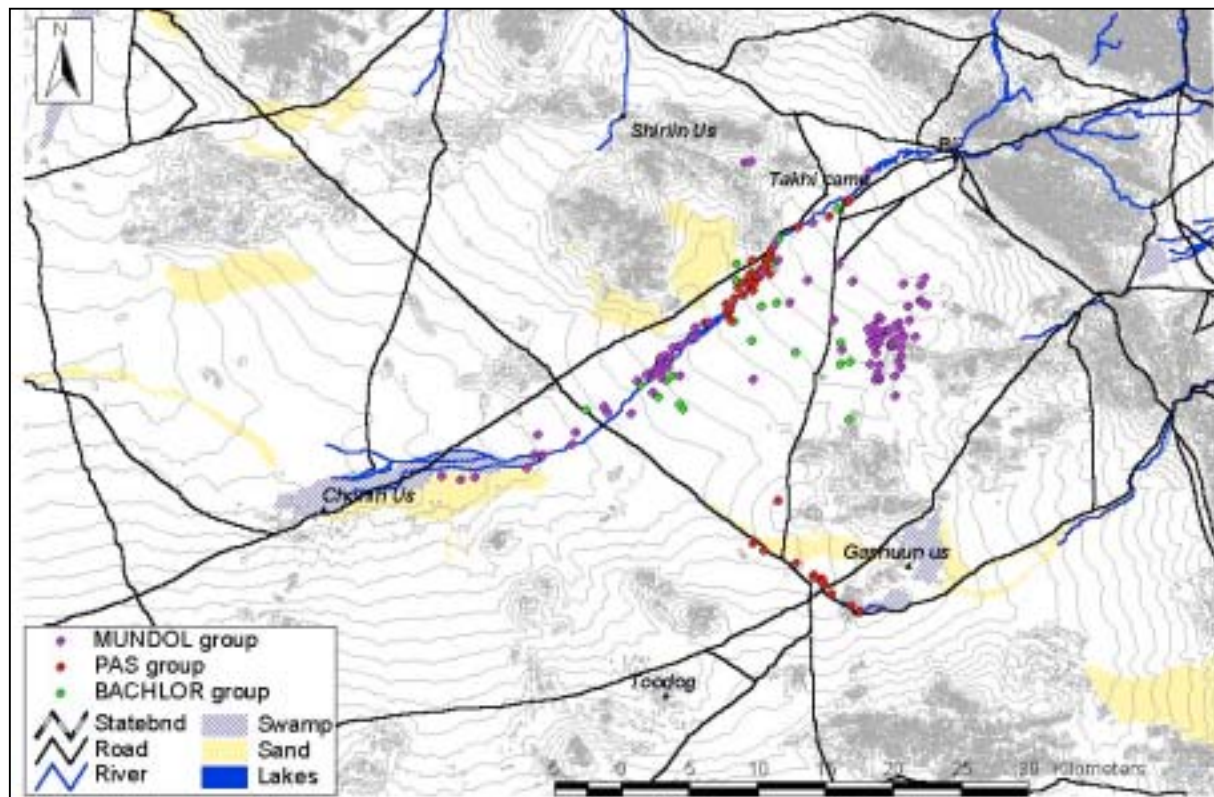 N
Shiriin Us
Takhi camp
Chonin Us
Gashuun us
Toodog
MUNDOL group
PAS group
BACHLOR group
Statebnd
Swamp
Road
Sand
River
Lakes
5 0 5 10 15 20 25 30 Kilometers